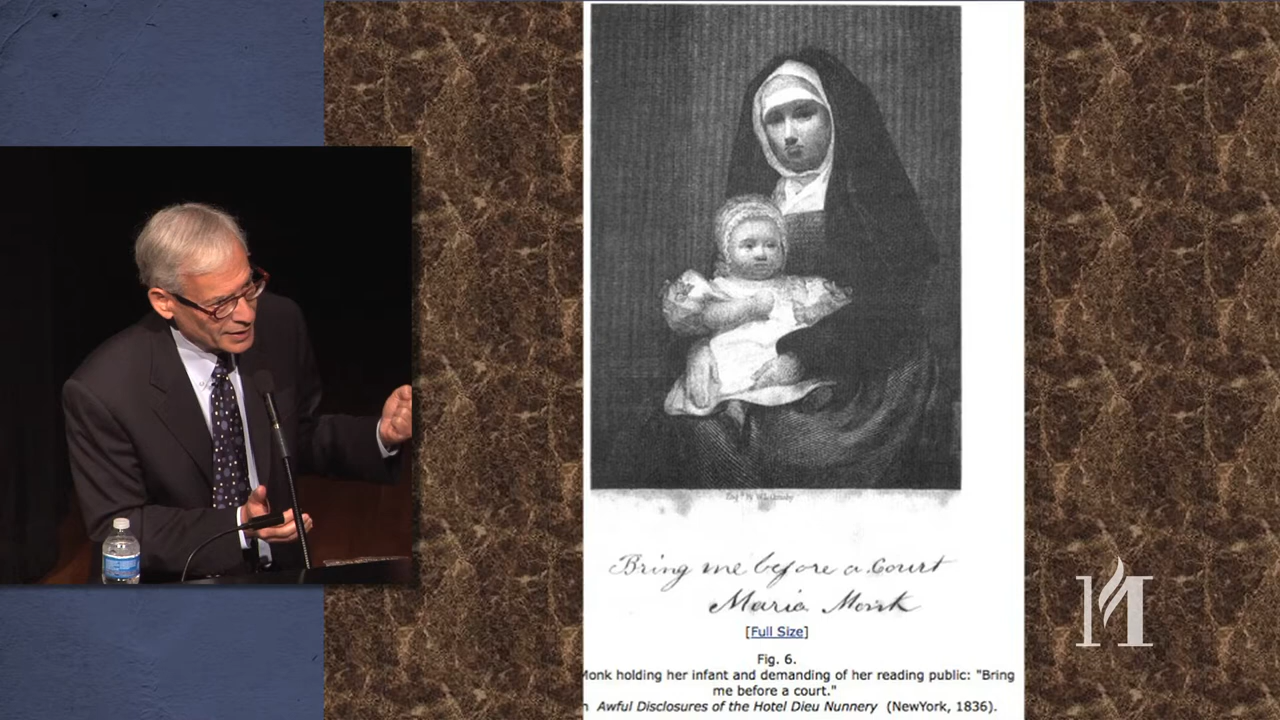 Bring me before a Court
Maria Monk
[Full Size]
Fig. 6.
Monk holding her infant and demanding of her reading public: "Bring
me before a court."
Awful Disclosures of the Hotel Dieu Nunnery (NewYork, 1836).